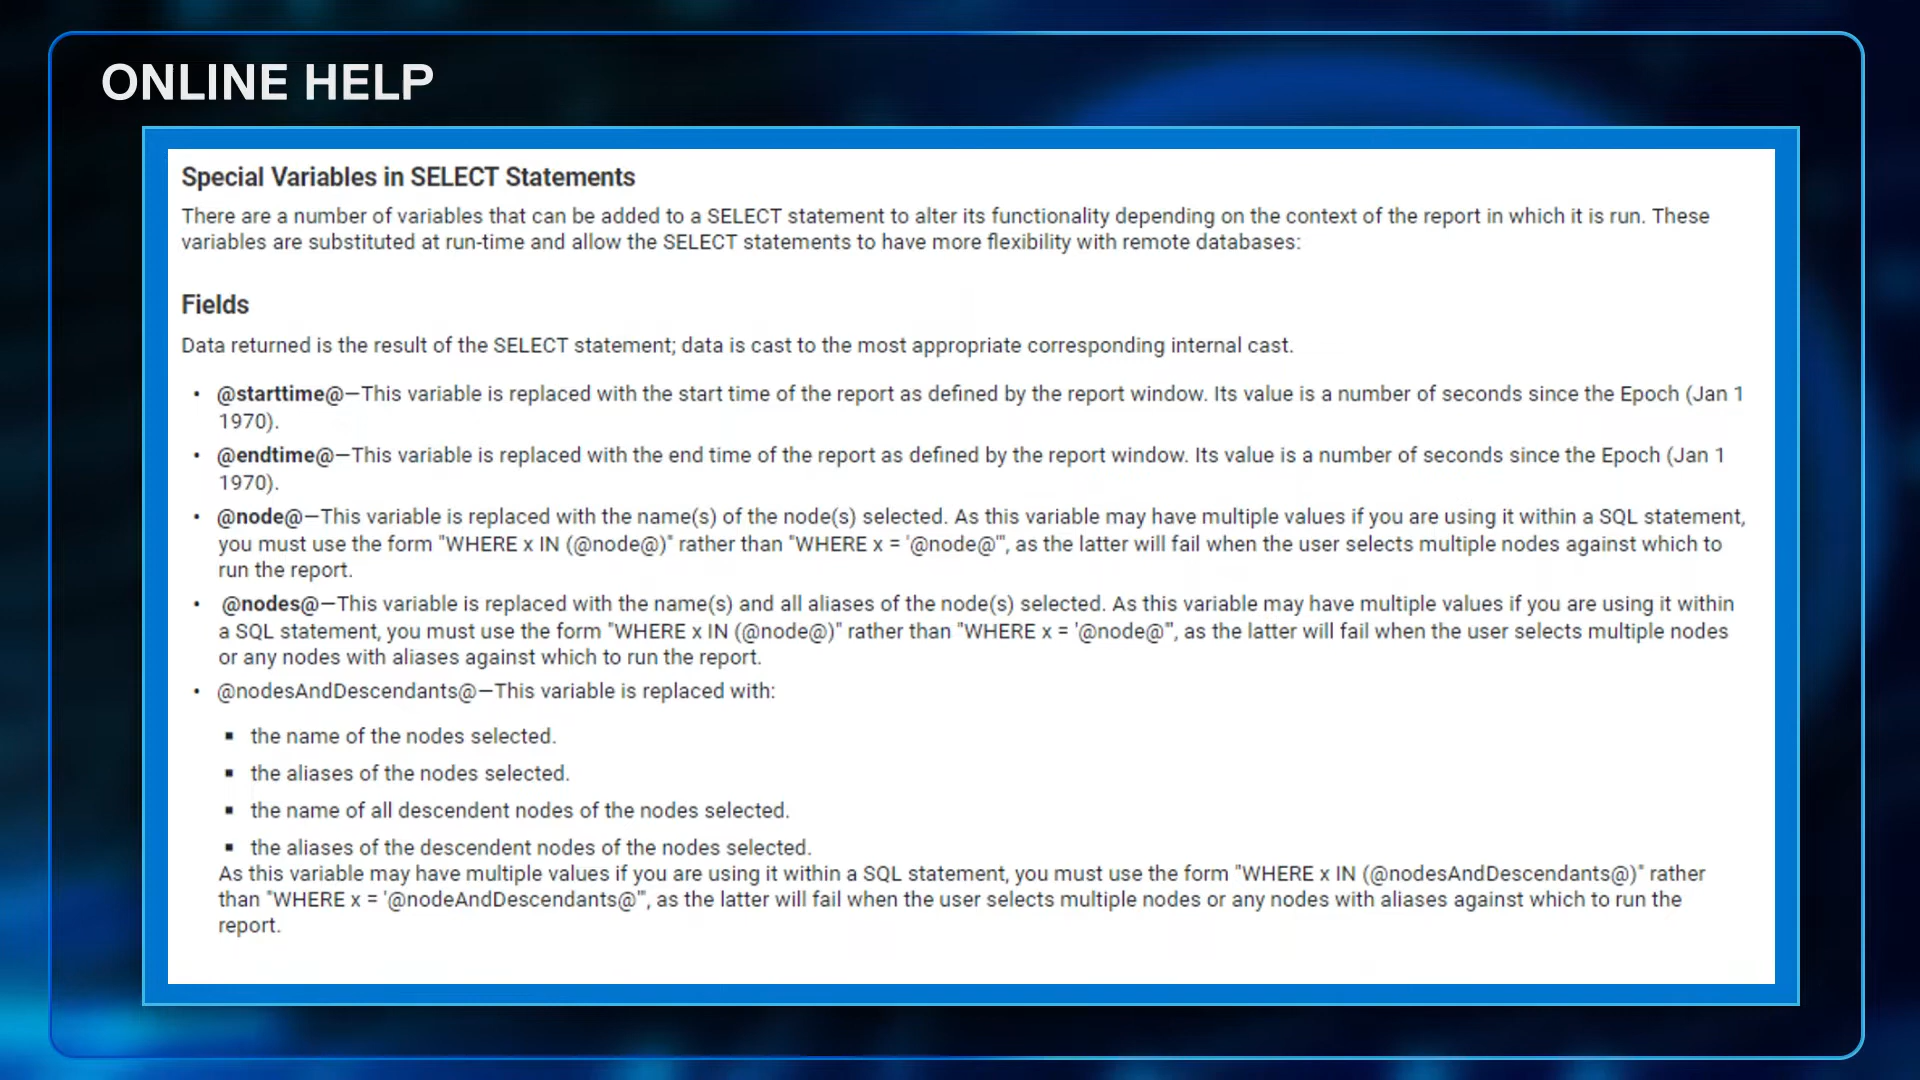 ONLINE HELP
Special Variables in SELECT Statements
There are a number of variables that can be added to a SELECT statement to alter its functionality depending on the context of the report in which it is run. These
variables are substituted at run-time and allow the SELECT statements to have more flexibility with remote databases:
Fields
Data returned is the result of the SELECT statement; data is cast to the most appropriate corresponding internal cast.
• @starttime@—This variable is replaced with the start time of the report as defined by the report window. Its value is a number of seconds since the Epoch (Jan 1
1970).
• @endtime@—This variable is replaced with the end time of the report as defined by the report window. Its value is a number of seconds since the Epoch (Jan 1
1970).
• @node@—This variable is replaced with the name(s) of the node(s) selected. As this variable may have multiple values if you are using it within a SQL statement,
you must use the form "WHERE x IN (@node@)" rather than "WHERE x = '@node@'", as the latter will fail when the user selects multiple nodes against which to
run the report.
• @nodes@—This variable is replaced with the name(s) and all aliases of the node(s) selected. As this variable may have multiple values if you are using it within
a SQL statement, you must use the form "WHERE x IN (@node@)" rather than "WHERE x = '@node@'", as the latter will fail when the user selects multiple nodes
or any nodes with aliases against which to run the report.
• @nodesAndDescendants@—This variable is replaced with:
▪ the name of the nodes selected.
▪ the aliases of the nodes selected.
▪ the name of all descendent nodes of the nodes selected.
▪ the aliases of the descendent nodes of the nodes selected.
As this variable may have multiple values if you are using it within a SQL statement, you must use the form "WHERE x IN (@nodesAndDescendants@)" rather
than "WHERE x = '@nodeAndDescendants@'", as the latter will fail when the user selects multiple nodes or any nodes with aliases against which to run the
report.